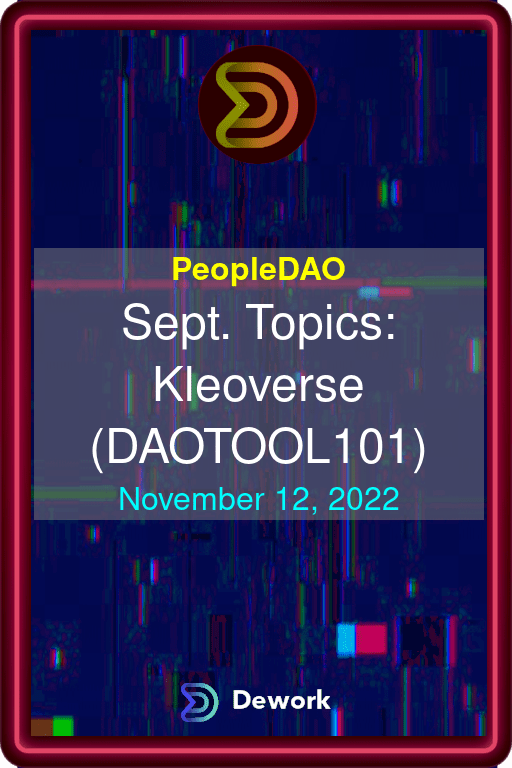 PeopleDAO
Sept. Topics:
Kleoverse
(DAOTOOL101)
November 12, 2022
Dework